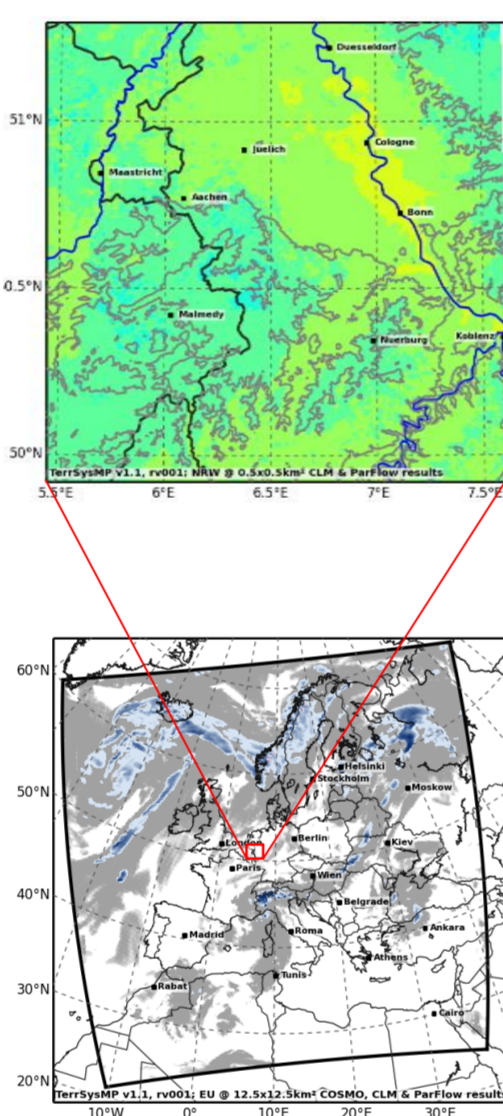 Duesseldorf
51°N
Cologne
Juelich
Maastricht
Aachen
Bonn
0.5°N
Malmedy
Nuerburg
Koblenz
50°N
TerrSysMP v1.1, rv001; NRW @ 0.5x0.5km² CLM & ParFlow results
5.5°E 6°E 6.5°E 7°E 7.5°E
60°N
Helsinki
Stockholm
Moskow
50°N
London
Berlin
Kiev
Paris
Wien
40°N
Belgrade
Madrid
Roma
Ankara
Athens
Tunis
30°N
Rabat
Cairo
20°N
TerrSysMP v1.1, rv001; EU @ 12.5x12.5km² COSMO, CLM & ParFlow result
10°W 0° 10°E 20°E 30°E